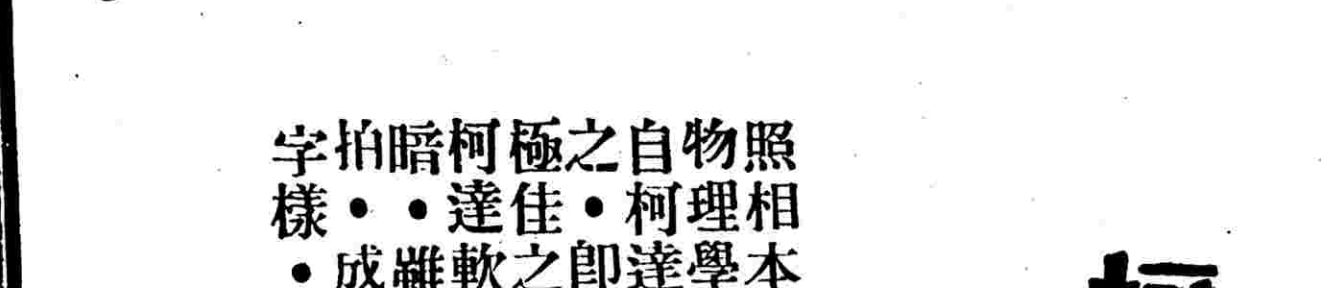 照相本
物理學
自柯達
之・即
極佳之
柯達軟
暗・雖
拍・成
字樣・